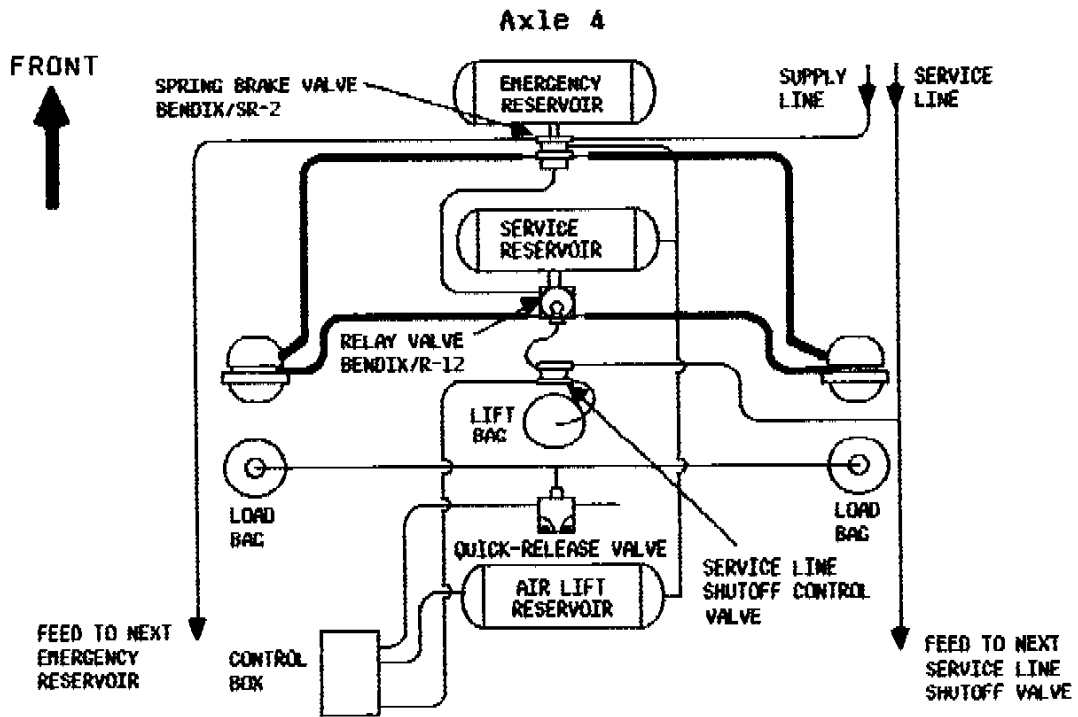 Axle 4
FRONT
SPRING BRAKE VALVE
BENDIX/SR-2
EMERGENCY
RESERVOIR
SUPPLY
LINE
SERVICE
LINE
SERVICE
RESERVOIR
RELAY VALVE
BENDIX/R-12
LIFT
BAG
LOAD
BAG
LOAD
BAG
QUICK-RELEASE VALVE
AIR LIFT
RESERVOIR
SERVICE LINE
SHUTOFF CONTROL
VALVE
FEED TO NEXT
EMERGENCY
RESERVOIR
CONTROL
BOX
FEED TO NEXT
SERVICE LINE
SHUTOFF VALVE